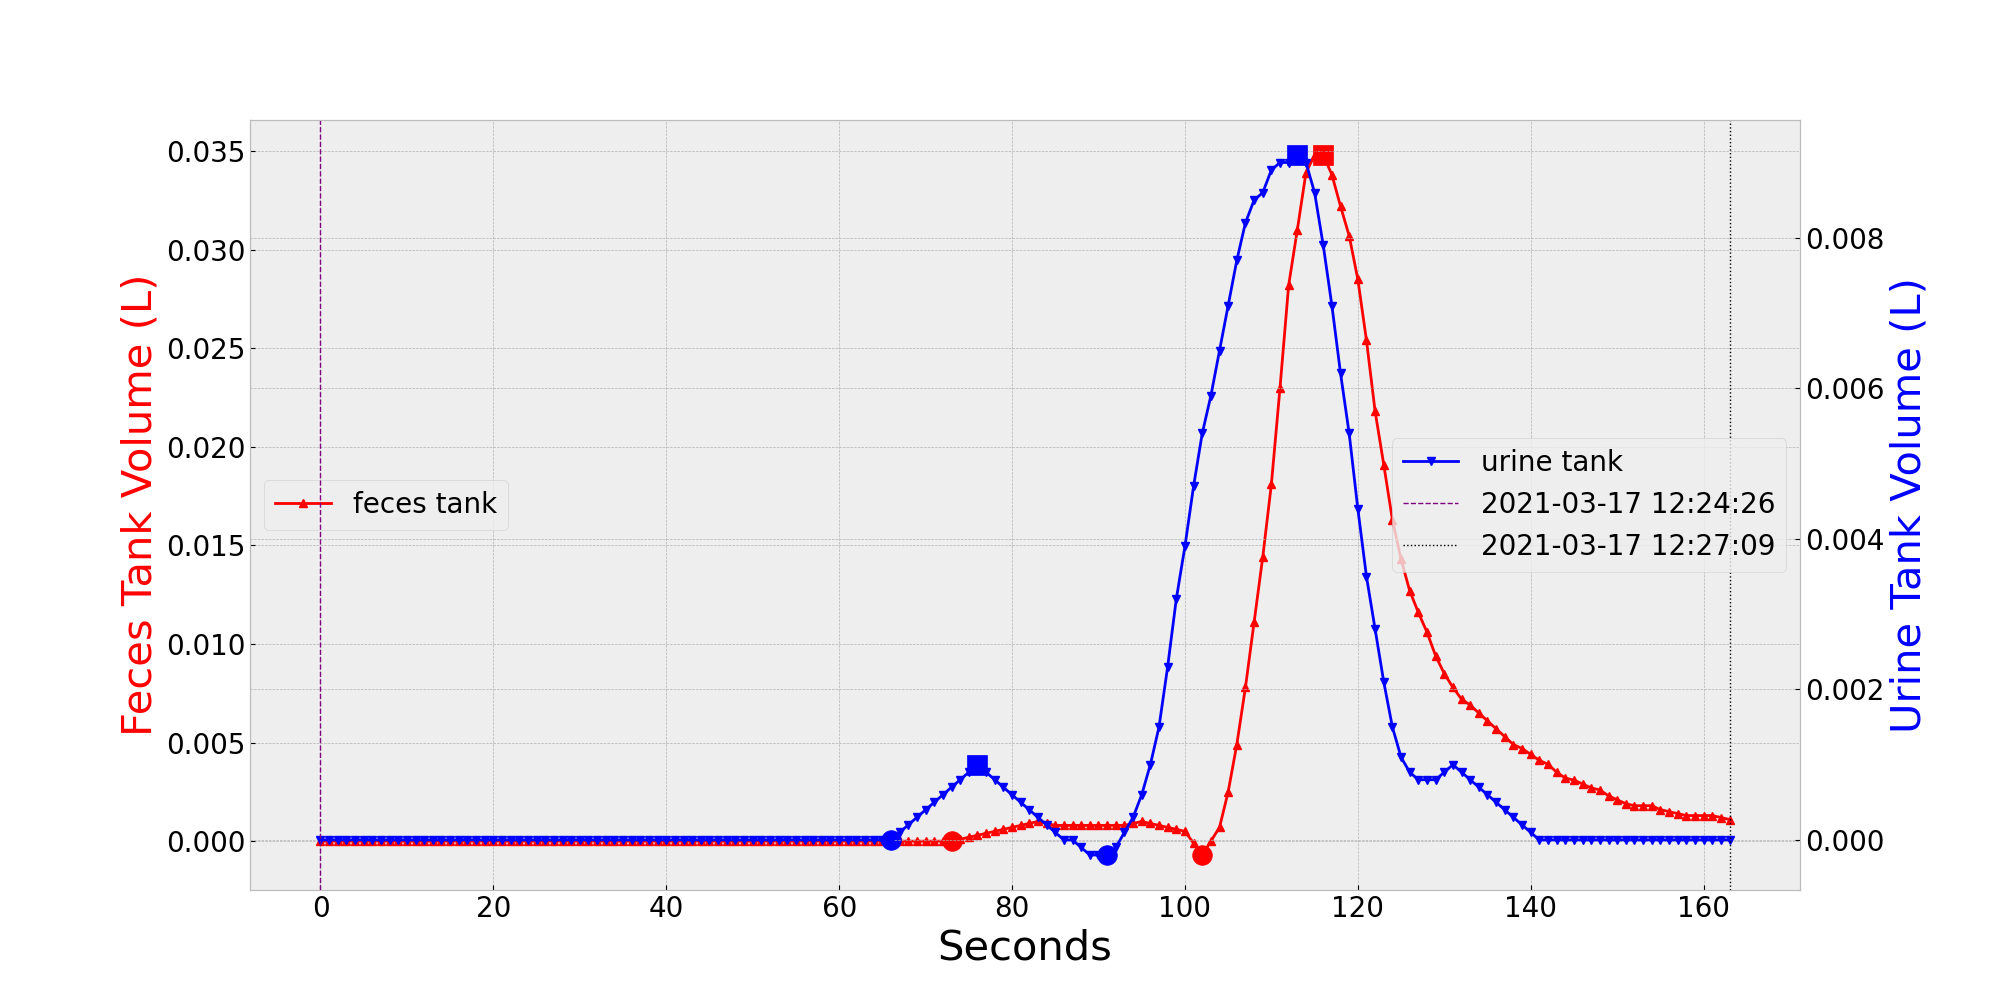 Feces Tank Volume (L)
0.035
0.030
0.025
0.020
0.015
0.010
0.005
0.000
feces tank
urine tank
2021-03-17 12:24:26
2021-03-17 12:27:09
0.008
0.006
0.004
0.002
0.000
Urine Tank Volume (L)
0 20 40 60 80 100 120 140 160
Seconds